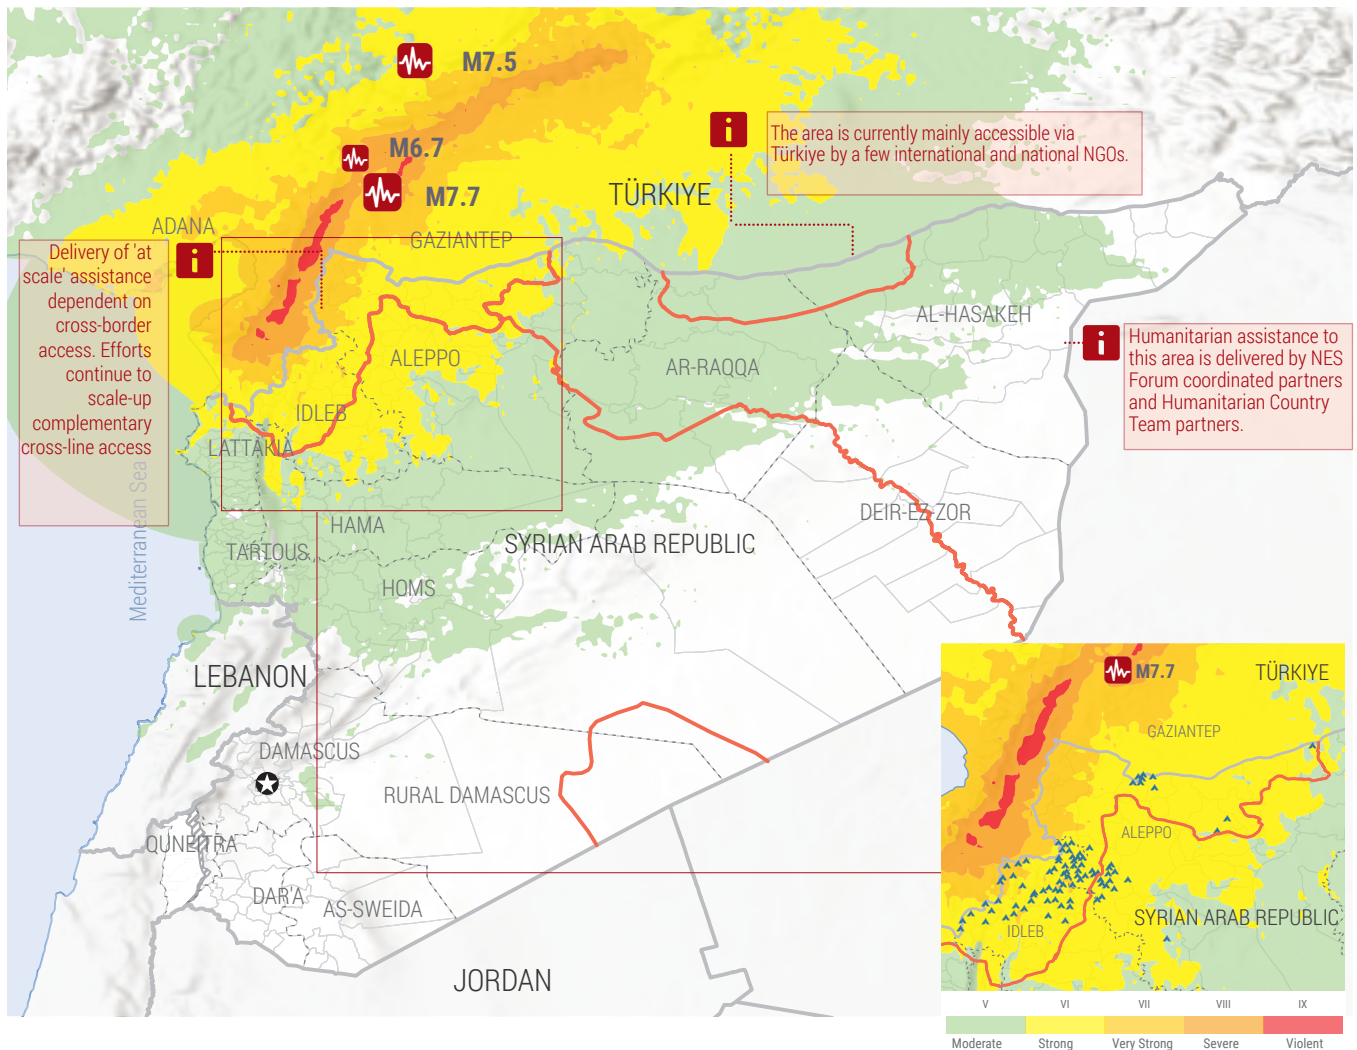 M7.5
M6.7
M7.7
The area is currently mainly accessible via
Türkiye by a few international and national NGOs.
TÜRKIYE
ADANA
GAZIANTEP
Delivery of 'at
scale' assistance
dependent on
cross-border
access. Efforts
continue to
scale-up
complementary
cross-line access
AL-HASAKEH
Humanitarian assistance to
this area is delivered by NES
Forum coordinated partners
and Humanitarian Country
Team partners.
ALEPPO
AR-RAQQA
IDLEB
LATTAKIA
Mediterranean Sea
HAMA
DEIR-EZ-ZOR
SYRIAN ARAB REPUBLIC
TARTOUS
HOMS
LEBANON
DAMASCUS
RURAL DAMASCUS
QUNEITRA
DAR'A
AS-SWEIDA
JORDAN
M7.7
TÜRKIYE
GAZIANTEP
ALEPPO
SYRIAN ARAB REPUBLIC
IDLEB
V VI VII VIII IX
Moderate Strong Very Strong Severe Violent